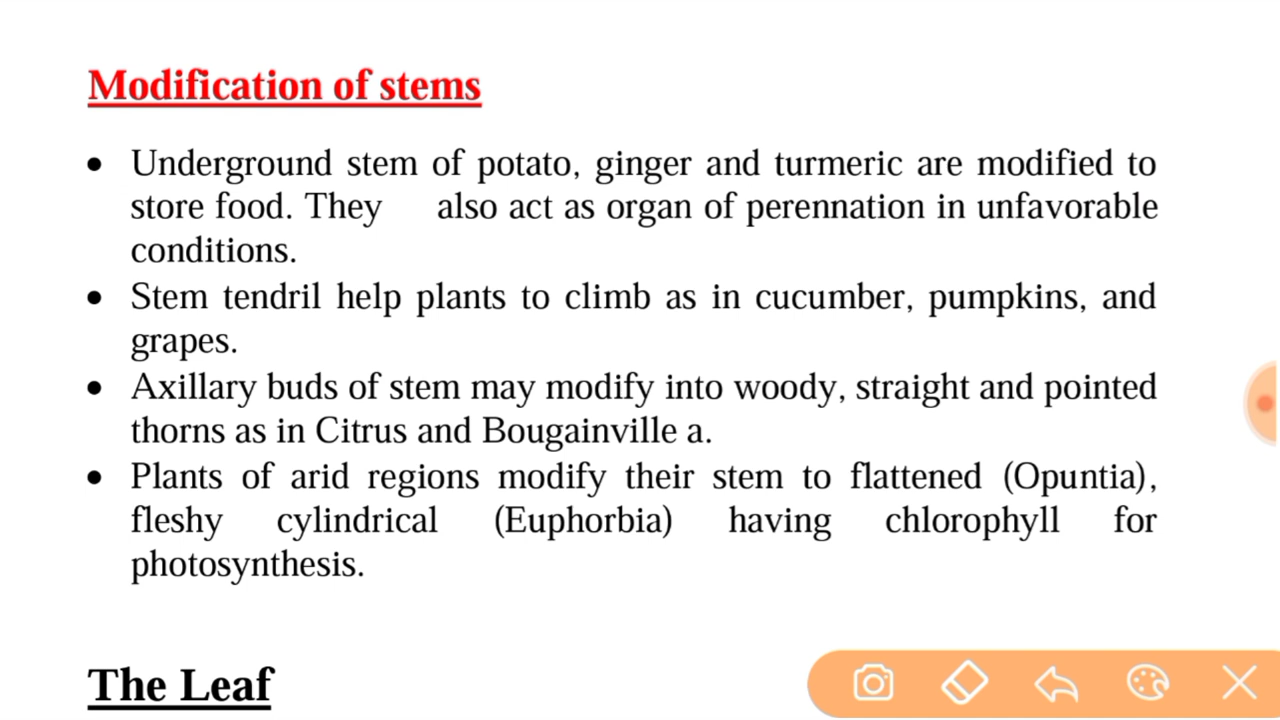 Modification of stems
• Underground stem of potato, ginger and turmeric are modified to
store food. They also act as organ of perennation in unfavorable
conditions.
• Stem tendril help plants to climb as in cucumber, pumpkins, and
grapes.
• Axillary buds of stem may modify into woody, straight and pointed
thorns as in Citrus and Bougainville a.
• Plants of arid regions modify their stem to flattened (Opuntia),
fleshy cylindrical (Euphorbia) having chlorophyll for
photosynthesis.
The Leaf